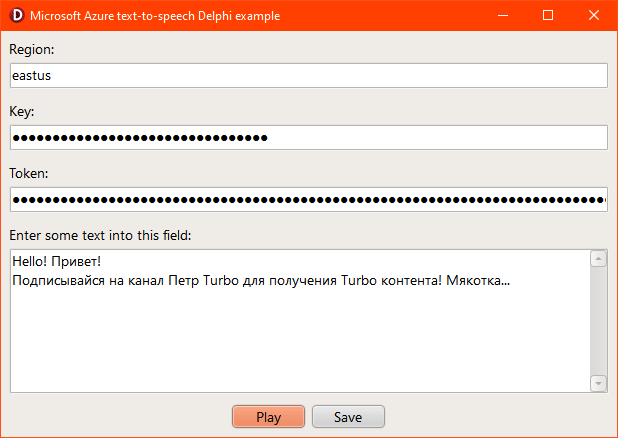 Microsoft Azure text-to-speech Delphi example
Region:
eastus
Key:
●●●●●●●●●●●●●●●●●●●●●●●●●●●●●●●●
Token:
●●●●●●●●●●●●●●●●●●●●●●●●●●●●●●●●●●●●●●●●●●●●●●●●●●●●●●●●●●●●●●●●●●●●●●●●●●●
Enter some text into this field:
Hello! Привет!
Подписывайся на канал Петр Turbo для получения Turbo контента! Мякотка...
Play Save